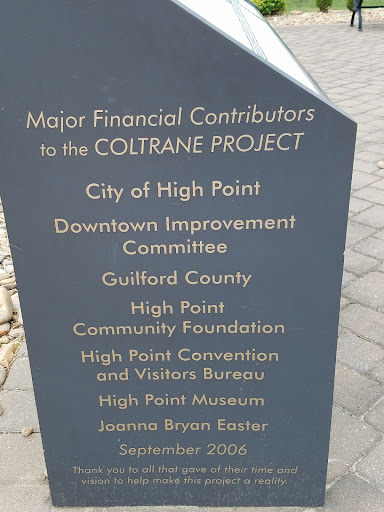 Major Financial Contributors
to the COLTRANE PROJECT
City of High Point
Downtown Improvement
Committee
Guilford County
High Point
Community Foundation
High Point Convention
and Visitors Bureau
High Point Museum
Joanna Bryan Easter
September 2006
Thank you to all that gave of their time and
vision to help make this project a reality.